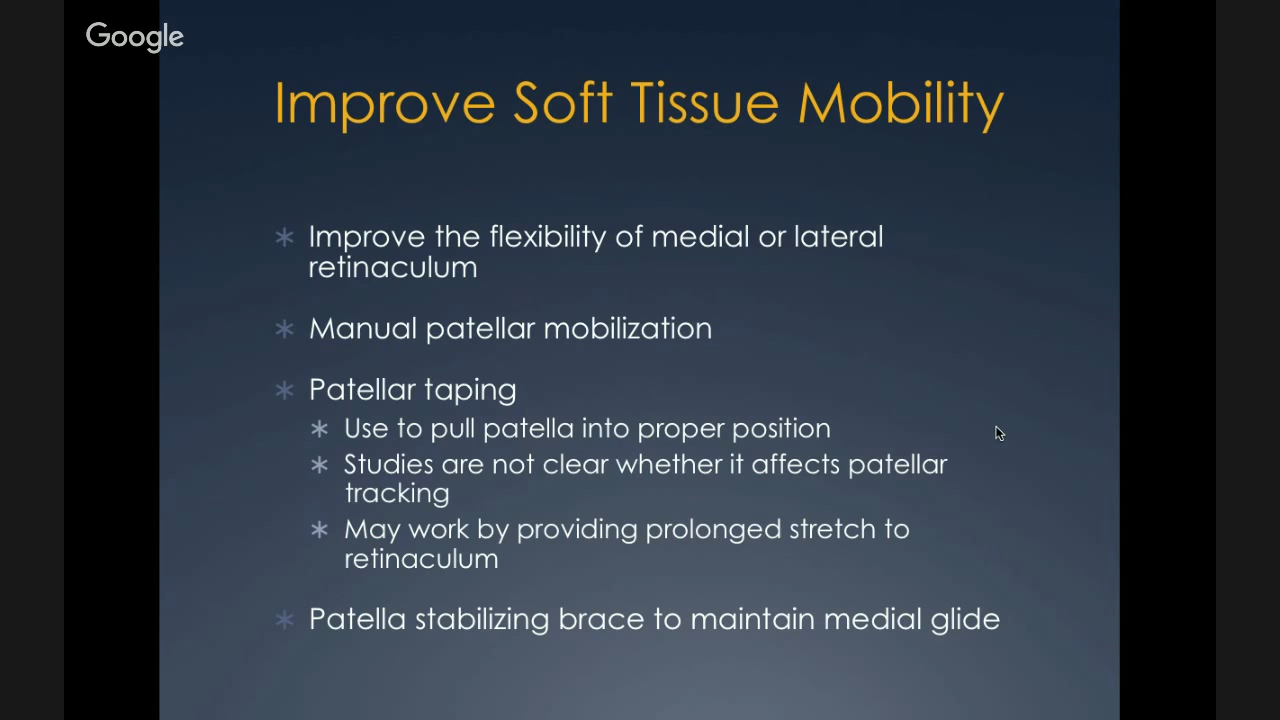 Google
Improve Soft Tissue Mobility
Improve the flexibility of medial or lateral
retinaculum
Manual patellar mobilization
Patellar taping
Use to pull patella into proper position
Studies are not clear whether it affects patellar
tracking
May work by providing prolonged stretch to
retinaculum
Patella stabilizing brace to maintain medial glide